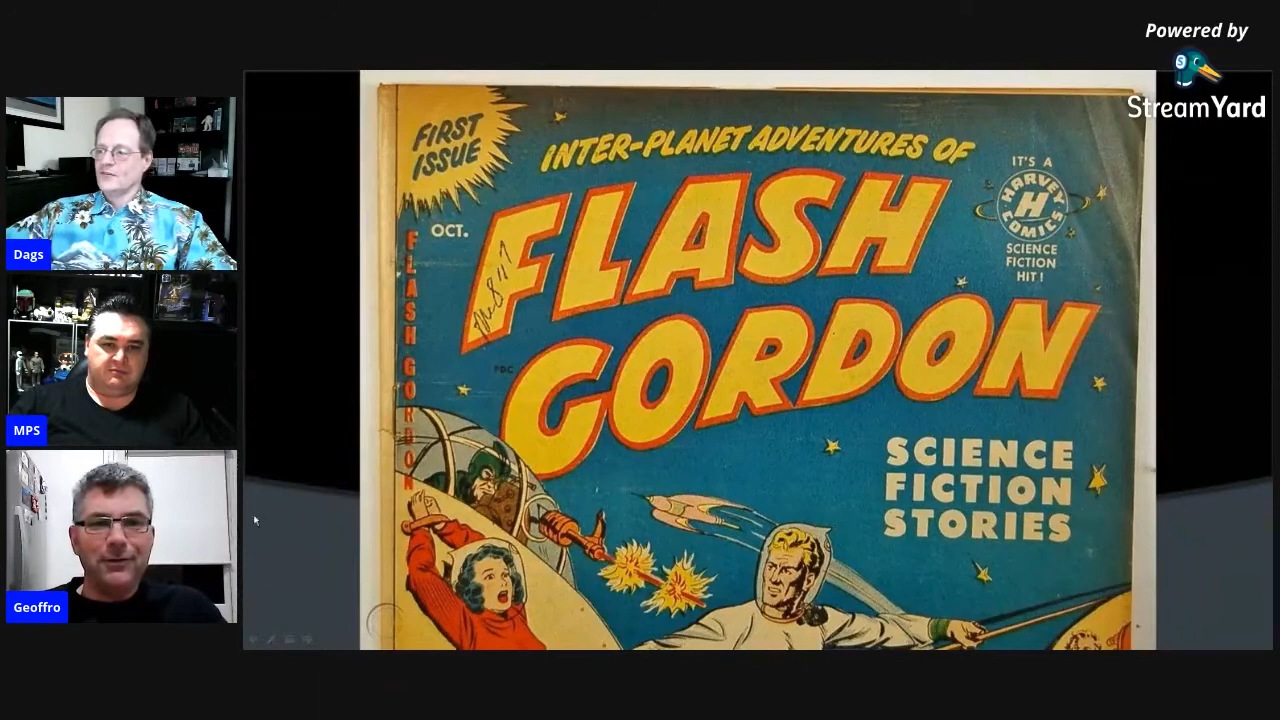 Powered by
StreamYard
Dags
MPS
Geoffro
FIRST
ISSUE
INTER-PLANET ADVENTURES OF
FLASH
GORDON
OCT.
IT'S A
HARVEY
H
COMICS
SCIENCE
FICTION
HIT!
FLASH GORDON
SCIENCE
FICTION
STORIES